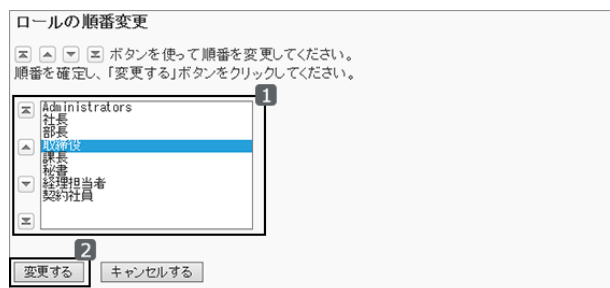 ロールの順番変更
ボタンを使って順番を変更してください。
順番を確定し、「変更する」ボタンをクリックしてください。
1
Administrators
社長
部長
取締役
課長
秘書
経理担当者
契約社員
2
変更する
キャンセルする